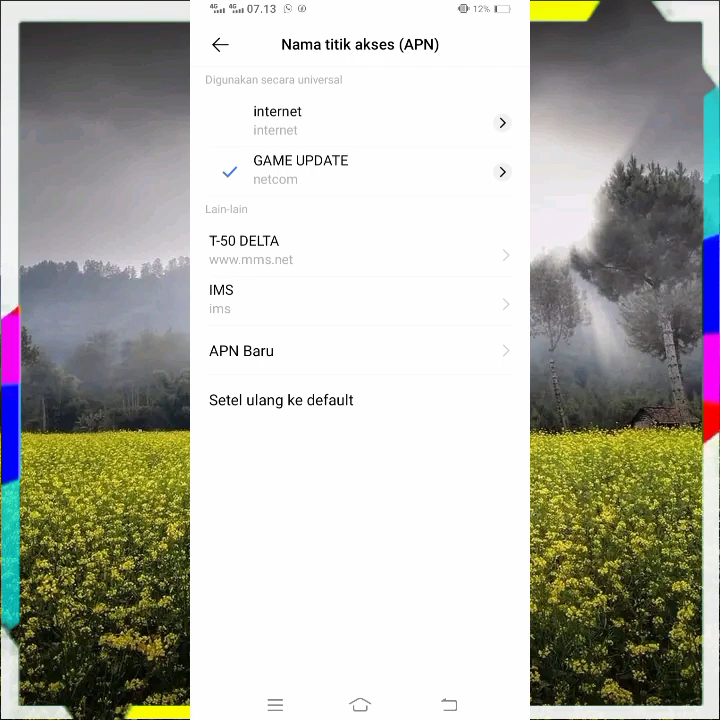 4G 4G 07.13 12%
Nama titik akses (APN)
Digunakan secara universal
internet
internet
GAME UPDATE
netcom
Lain-lain
T-50 DELTA
www.mms.net
IMS
ims
APN Baru
Setel ulang ke default